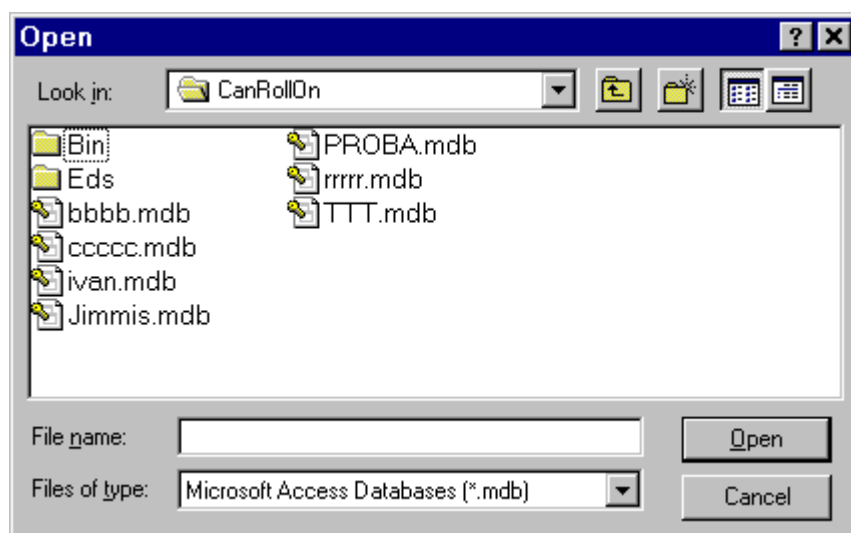 Open
Look in: CanRollOn
Bin
Eds
bbbb.mdb
ccccc.mdb
ivan.mdb
Jimmis.mdb
PROBA.mdb
rrrrr.mdb
TTT.mdb
File name: Open
Files of type: Microsoft Access Databases (*.mdb) Cancel